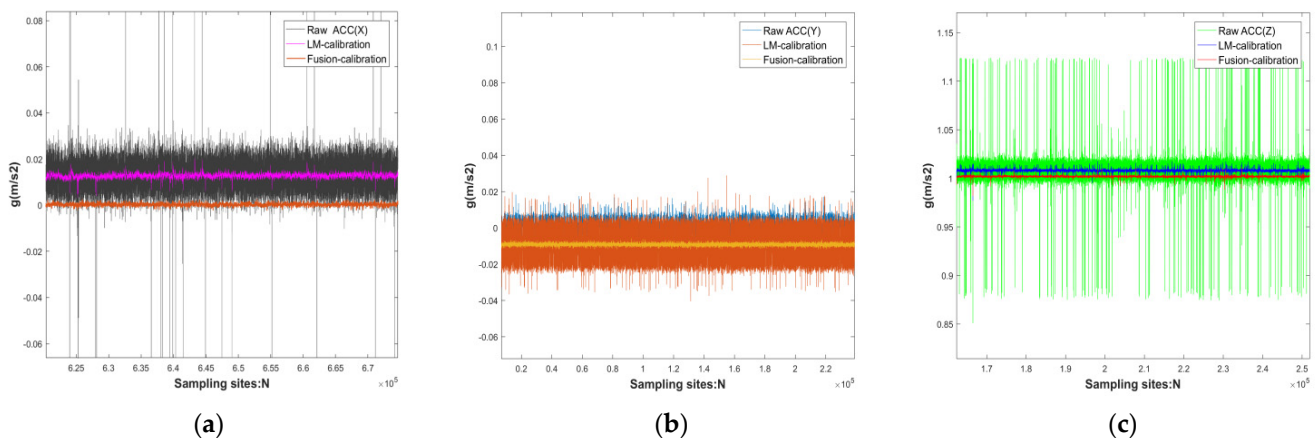 Raw ACC(X)
LM-calibration
Fusion-calibration
0.08
0.06
0.04
0.02
0
-0.02
-0.04
-0.06
g(m/s2)
6.25 6.3 6.35 6.4 6.45 6.5 6.55 6.6 6.65 6.7
×10⁵
Sampling sites:N
(a)
Raw ACC(Y)
LM-calibration
Fusion-calibration
0.1
0.08
0.06
0.04
0.02
0
-0.02
-0.04
-0.06
g(m/s2)
0.2 0.4 0.6 0.8 1 1.2 1.4 1.6 1.8 2 2.2
×10⁵
Sampling sites:N
(b)
Raw ACC(Z)
LM-calibration
Fusion-calibration
1.15
1.1
1.05
1
0.95
0.9
0.85
g(m/s2)
1.7 1.8 1.9 2 2.1 2.2 2.3 2.4 2.5
×10⁵
Sampling sites:N
(c)